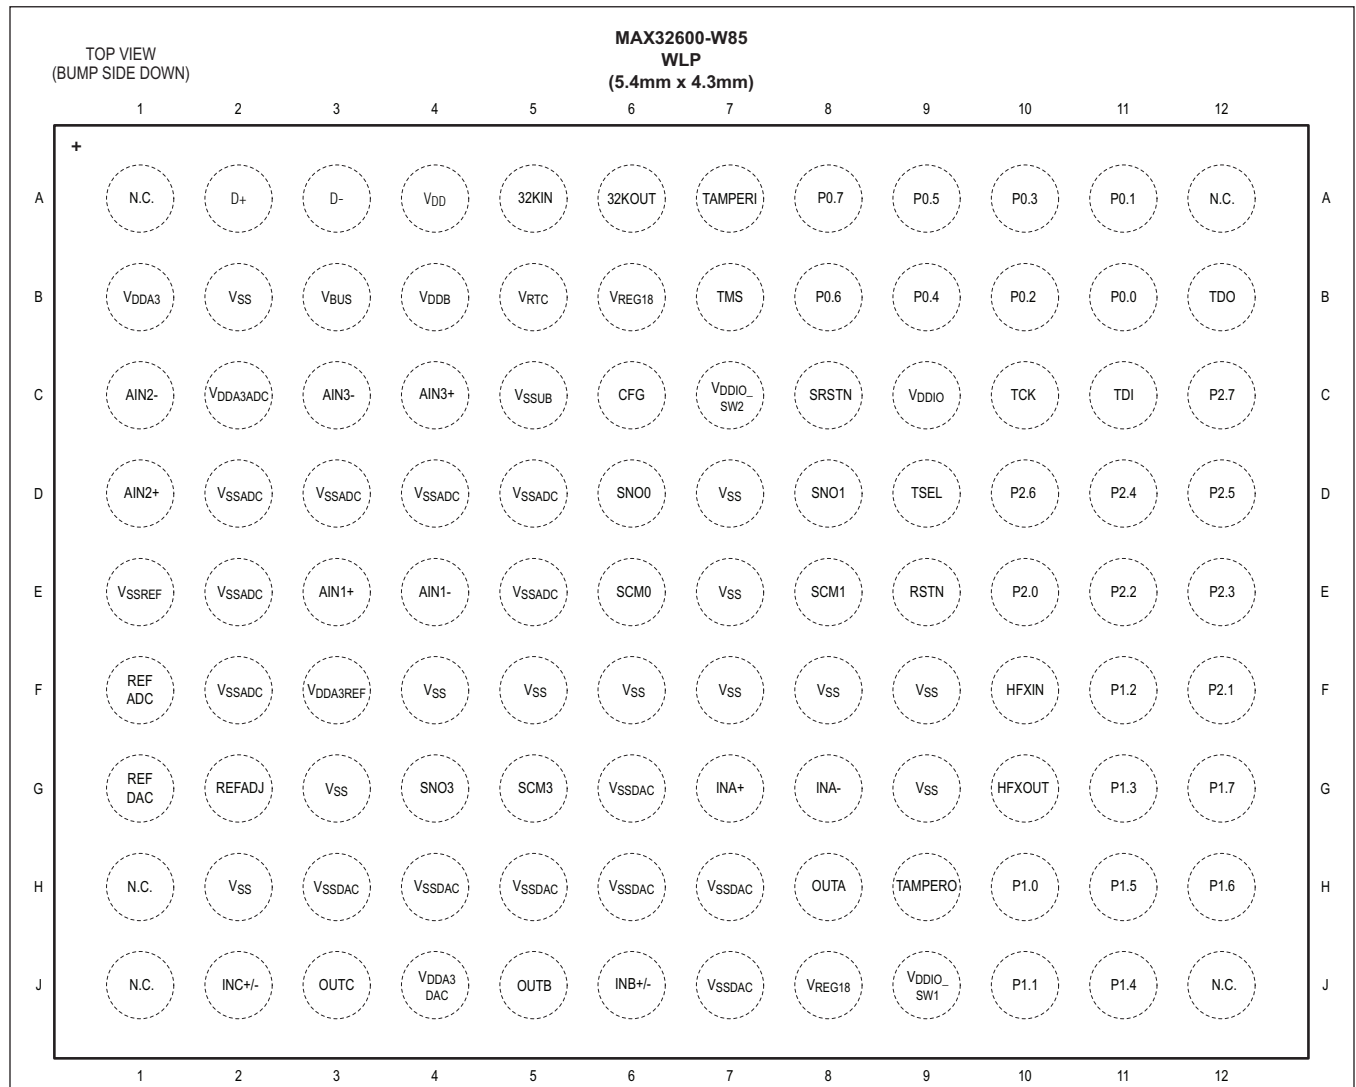 TOP VIEW
(BUMP SIDE DOWN)
MAX32600-W85
WLP
(5.4mm x 4.3mm)
1 2 3 4 5 6 7 8 9 10 11 12
+
A N.C. D+ D- VDD 32KIN 32KOUT TAMPERI P0.7 P0.5 P0.3 P0.1 N.C. A
B VDDA3 VSS VBUS VDDB VRTC VREG18 TMS P0.6 P0.4 P0.2 P0.0 TDO B
C AIN2- VDDA3ADC AIN3- AIN3+ VSSUB CFG VDDIO_SW2 SRSTN VDDIO TCK TDI P2.7 C
D AIN2+ VSSADC VSSADC VSSADC VSSADC SNO0 VSS SNO1 TSEL P2.6 P2.4 P2.5 D
E VSSREF VSSADC AIN1+ AIN1- VSSADC SCM0 VSS SCM1 RSTN P2.0 P2.2 P2.3 E
F REF ADC VSSADC VDDA3REF VSS VSS VSS VSS VSS VSS HFXIN P1.2 P2.1 F
G REF DAC REFADJ VSS SNO3 SCM3 VSSDAC INA+ INA- VSS HFXOUT P1.3 P1.7 G
H N.C. VSS VSSDAC VSSDAC VSSDAC VSSDAC VSSDAC OUTA TAMPERO P1.0 P1.5 P1.6 H
J N.C. INC+/- OUTC VDDA3 DAC OUTB INB+/- VSSDAC VREG18 VDDIO_SW1 P1.1 P1.4 N.C. J
1 2 3 4 5 6 7 8 9 10 11 12